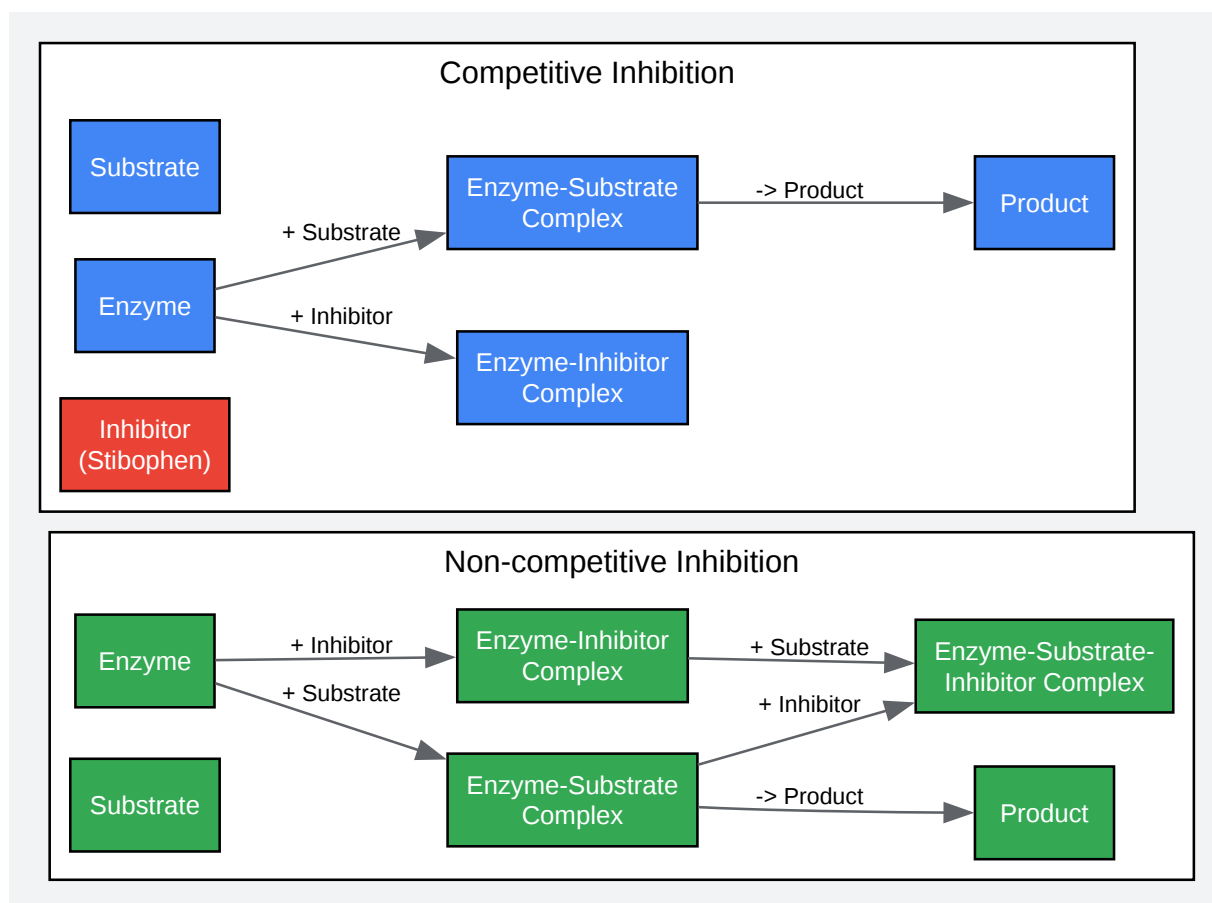 Competitive Inhibition
Substrate
Enzyme-Substrate
Complex
-> Product
Product
+ Substrate
Enzyme
+ Inhibitor
Enzyme-Inhibitor
Complex
Inhibitor
(Stibophen)
Non-competitive Inhibition
Enzyme
+ Inhibitor
Enzyme-Inhibitor
Complex
+ Substrate
Enzyme-Substrate-
Inhibitor Complex
+ Substrate
+ Inhibitor
Substrate
Enzyme-Substrate
Complex
-> Product
Product